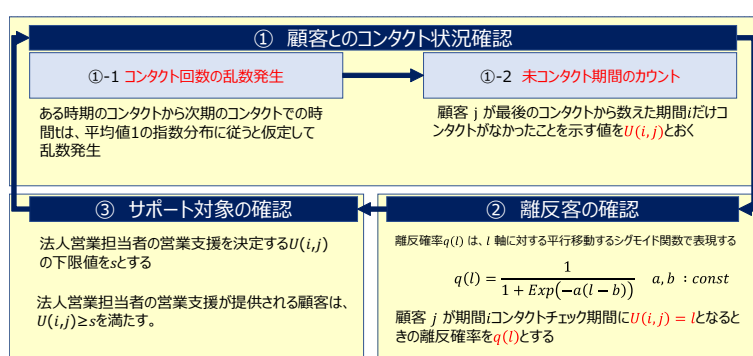 ① 顧客とのコンタクト状況確認
①-1 コンタクト回数の乱数発生
①-2 未コンタクト期間のカウント
ある時期のコンタクトから次期のコンタクトでの時
間tは、平均値1の指数分布に従うと仮定して
乱数発生
顧客 j が最後のコンタクトから数えた期間iだけコ
ンタクトがなかったことを示す値をU(i,j)とおく
③ サポート対象の確認
法人営業担当者の営業支援を決定するU(i,j)
の下限値をsとする
法人営業担当者の営業支援が提供される顧客は、
U(i,j)≥sを満たす。
② 離反客の確認
離反確率q(l) は、l 軸に対する平行移動するシグモイド関数で表現する
q(l) = 1 / (1 + Exp(−a(l − b))) a, b : const
顧客 j が期間iコンタクトチェック期間にU(i,j) = lとなると
きの離反確率をq(l)とする